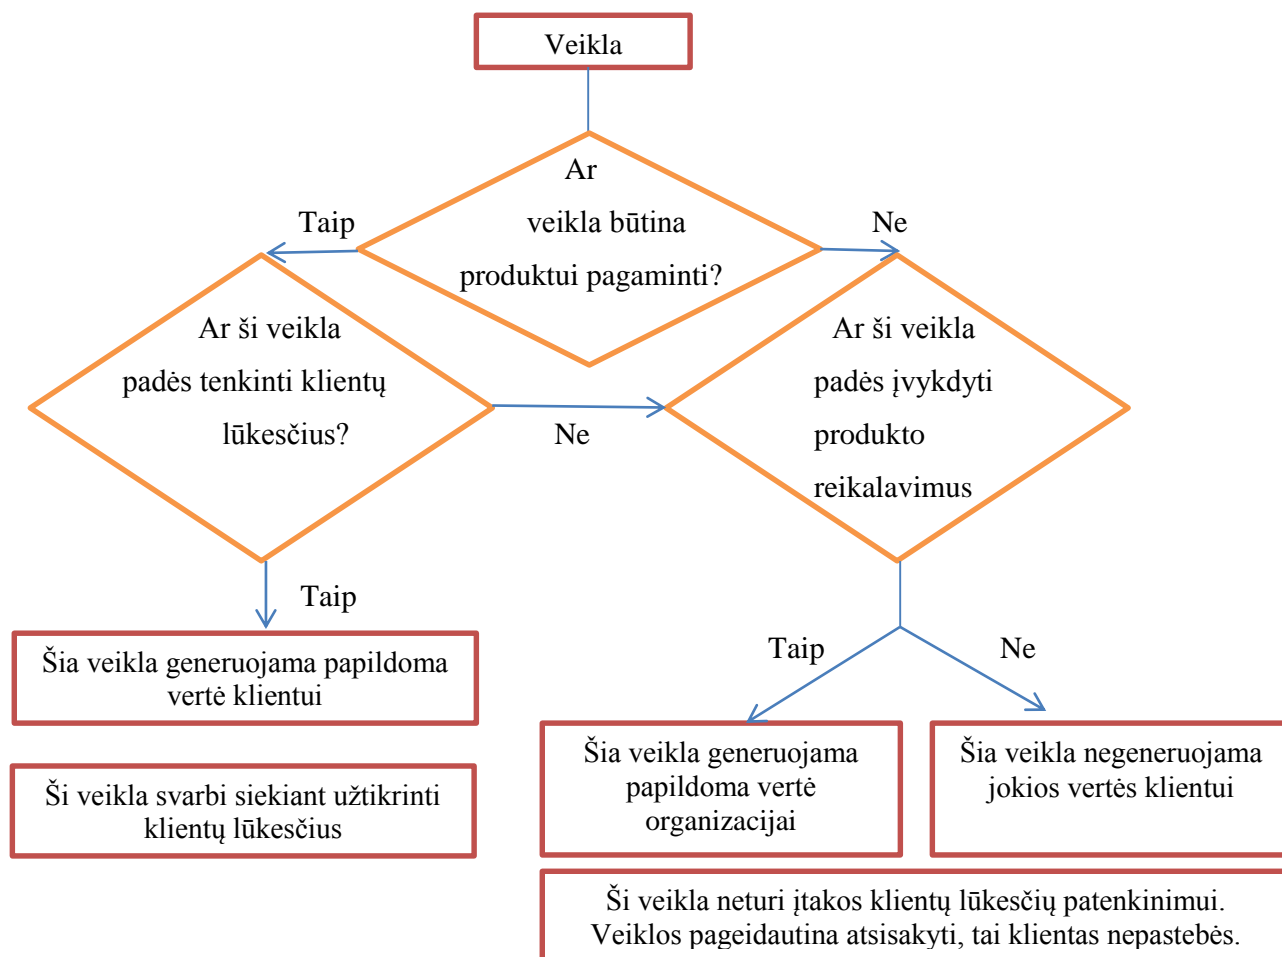 Veikla
Ar
veikla būtina
produktui pagaminti?
Taip
Ne
Ar ši veikla
padės tenkinti klientų
lūkesčius?
Ne
Ar ši veikla
padės įvykdyti
produkto
reikalavimus
Taip
Šia veikla generuojama papildoma
vertė klientui
Ši veikla svarbi siekiant užtikrinti
klientų lūkesčius
Taip
Ne
Šia veikla generuojama
papildoma vertė
organizacijai
Šia veikla negeneruojama
jokios vertės klientui
Ši veikla neturi įtakos klientų lūkesčių patenkinimui.
Veiklos pageidautina atsisakyti, tai klientas nepastebės.